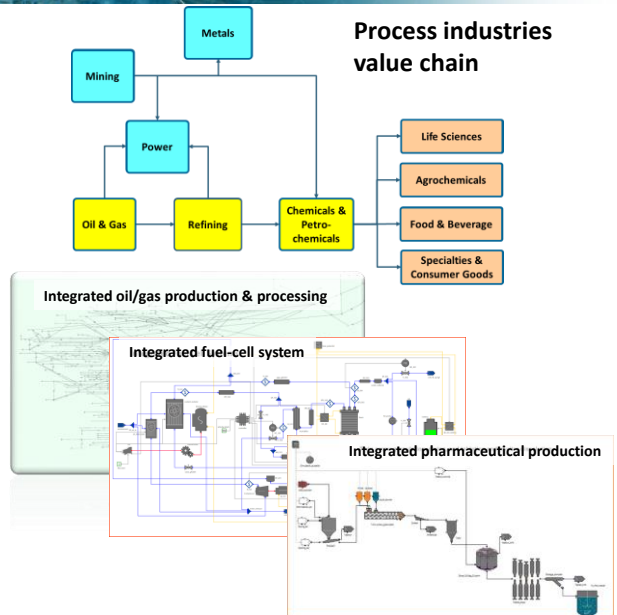 Process industries
value chain
Metals
Mining
Power
Oil & Gas
Refining
Chemicals &
Petro-
chemicals
Life Sciences
Agrochemicals
Food & Beverage
Specialties &
Consumer Goods
Integrated oil/gas production & processing
Integrated fuel-cell system
Integrated pharmaceutical production